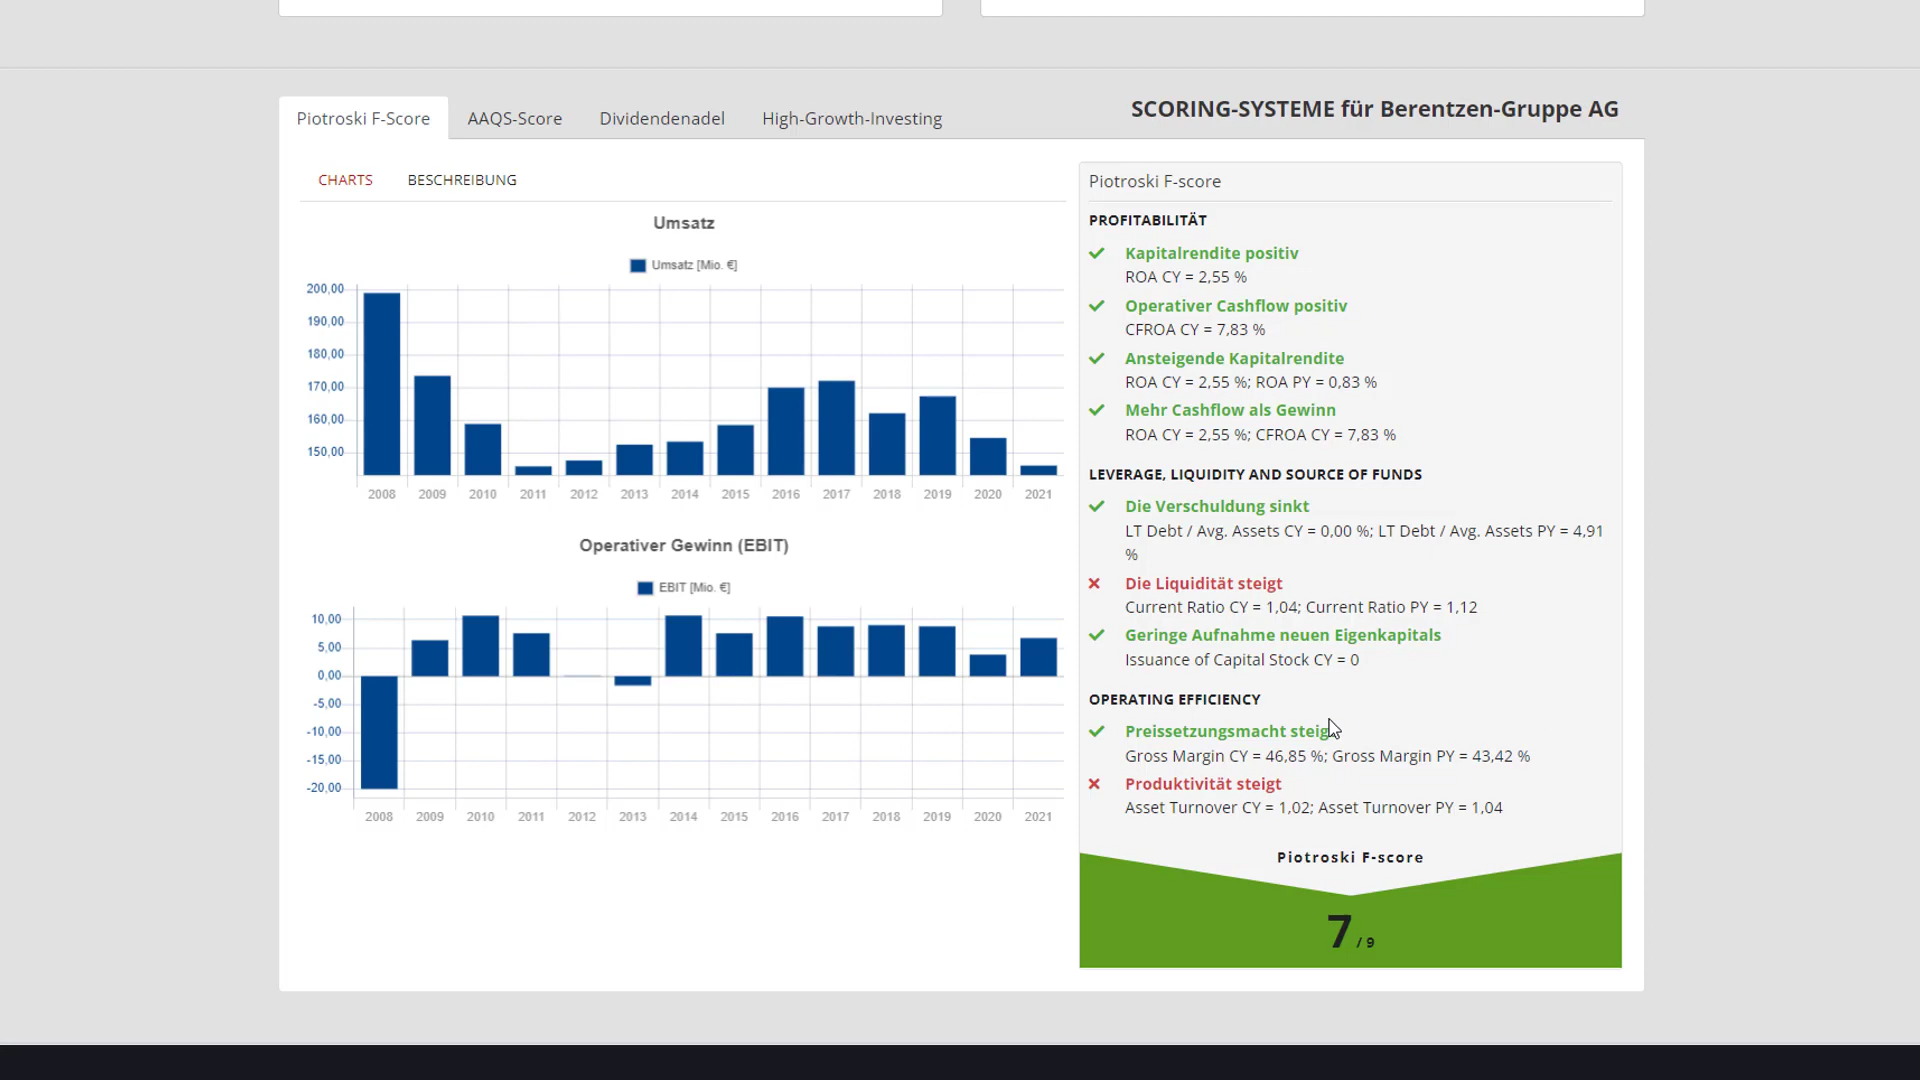 Piotroski F-Score
AAQS-Score
Dividendenadel
High-Growth-Investing
SCORING-SYSTEME für Berentzen-Gruppe AG
CHARTS
BESCHREIBUNG
Umsatz
Umsatz [Mio. €]
200,00
190,00
180,00
170,00
160,00
150,00
2008 2009 2010 2011 2012 2013 2014 2015 2016 2017 2018 2019 2020 2021
Operativer Gewinn (EBIT)
EBIT [Mio. €]
10,00
5,00
0,00
-5,00
-10,00
-15,00
-20,00
2008 2009 2010 2011 2012 2013 2014 2015 2016 2017 2018 2019 2020 2021
Piotroski F-score
PROFITABILITÄT
Kapitalrendite positiv
ROA CY = 2,55 %
Operativer Cashflow positiv
CFROA CY = 7,83 %
Ansteigende Kapitalrendite
ROA CY = 2,55 %; ROA PY = 0,83 %
Mehr Cashflow als Gewinn
ROA CY = 2,55 %; CFROA CY = 7,83 %
LEVERAGE, LIQUIDITY AND SOURCE OF FUNDS
Die Verschuldung sinkt
LT Debt / Avg. Assets CY = 0,00 %; LT Debt / Avg. Assets PY = 4,91
%
Die Liquidität steigt
Current Ratio CY = 1,04; Current Ratio PY = 1,12
Geringe Aufnahme neuen Eigenkapitals
Issuance of Capital Stock CY = 0
OPERATING EFFICIENCY
Preissetzungsmacht steig
Gross Margin CY = 46,85 %; Gross Margin PY = 43,42 %
Produktivität steigt
Asset Turnover CY = 1,02; Asset Turnover PY = 1,04
Piotroski F-score
7 / 9